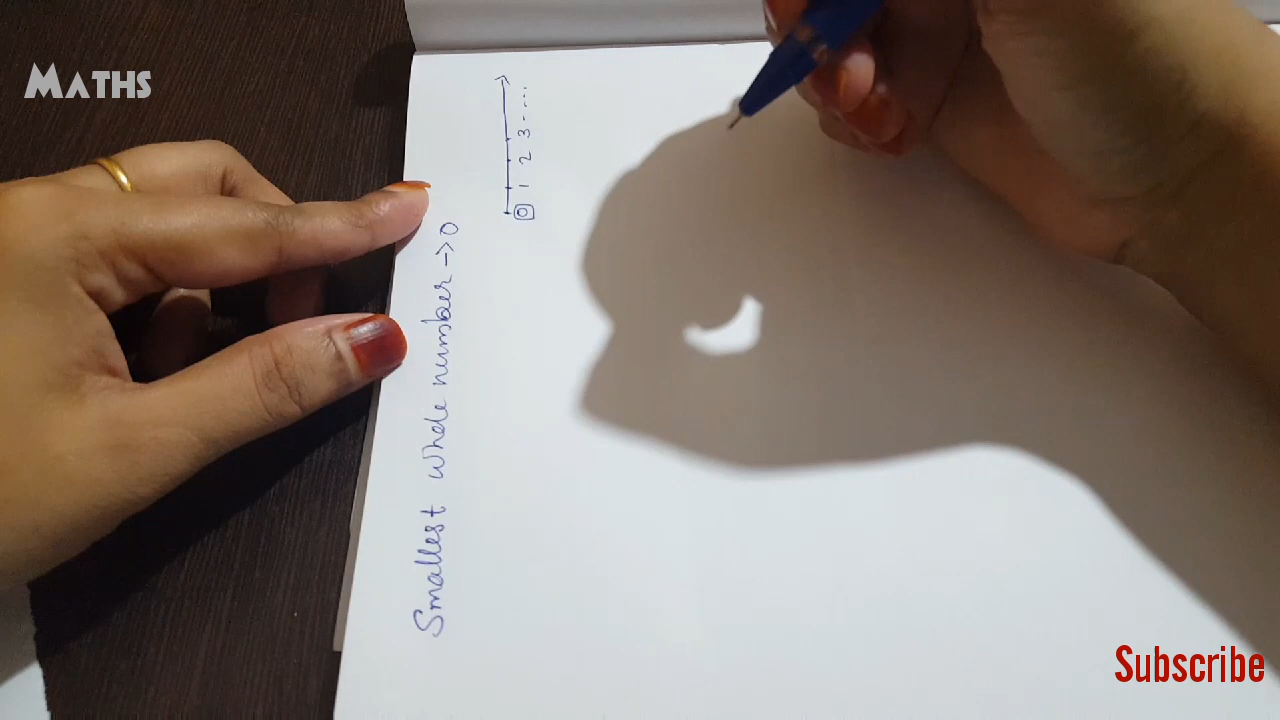 MATHS
Smallest whole number → 0
0 1 2 3 ....
Subscribe